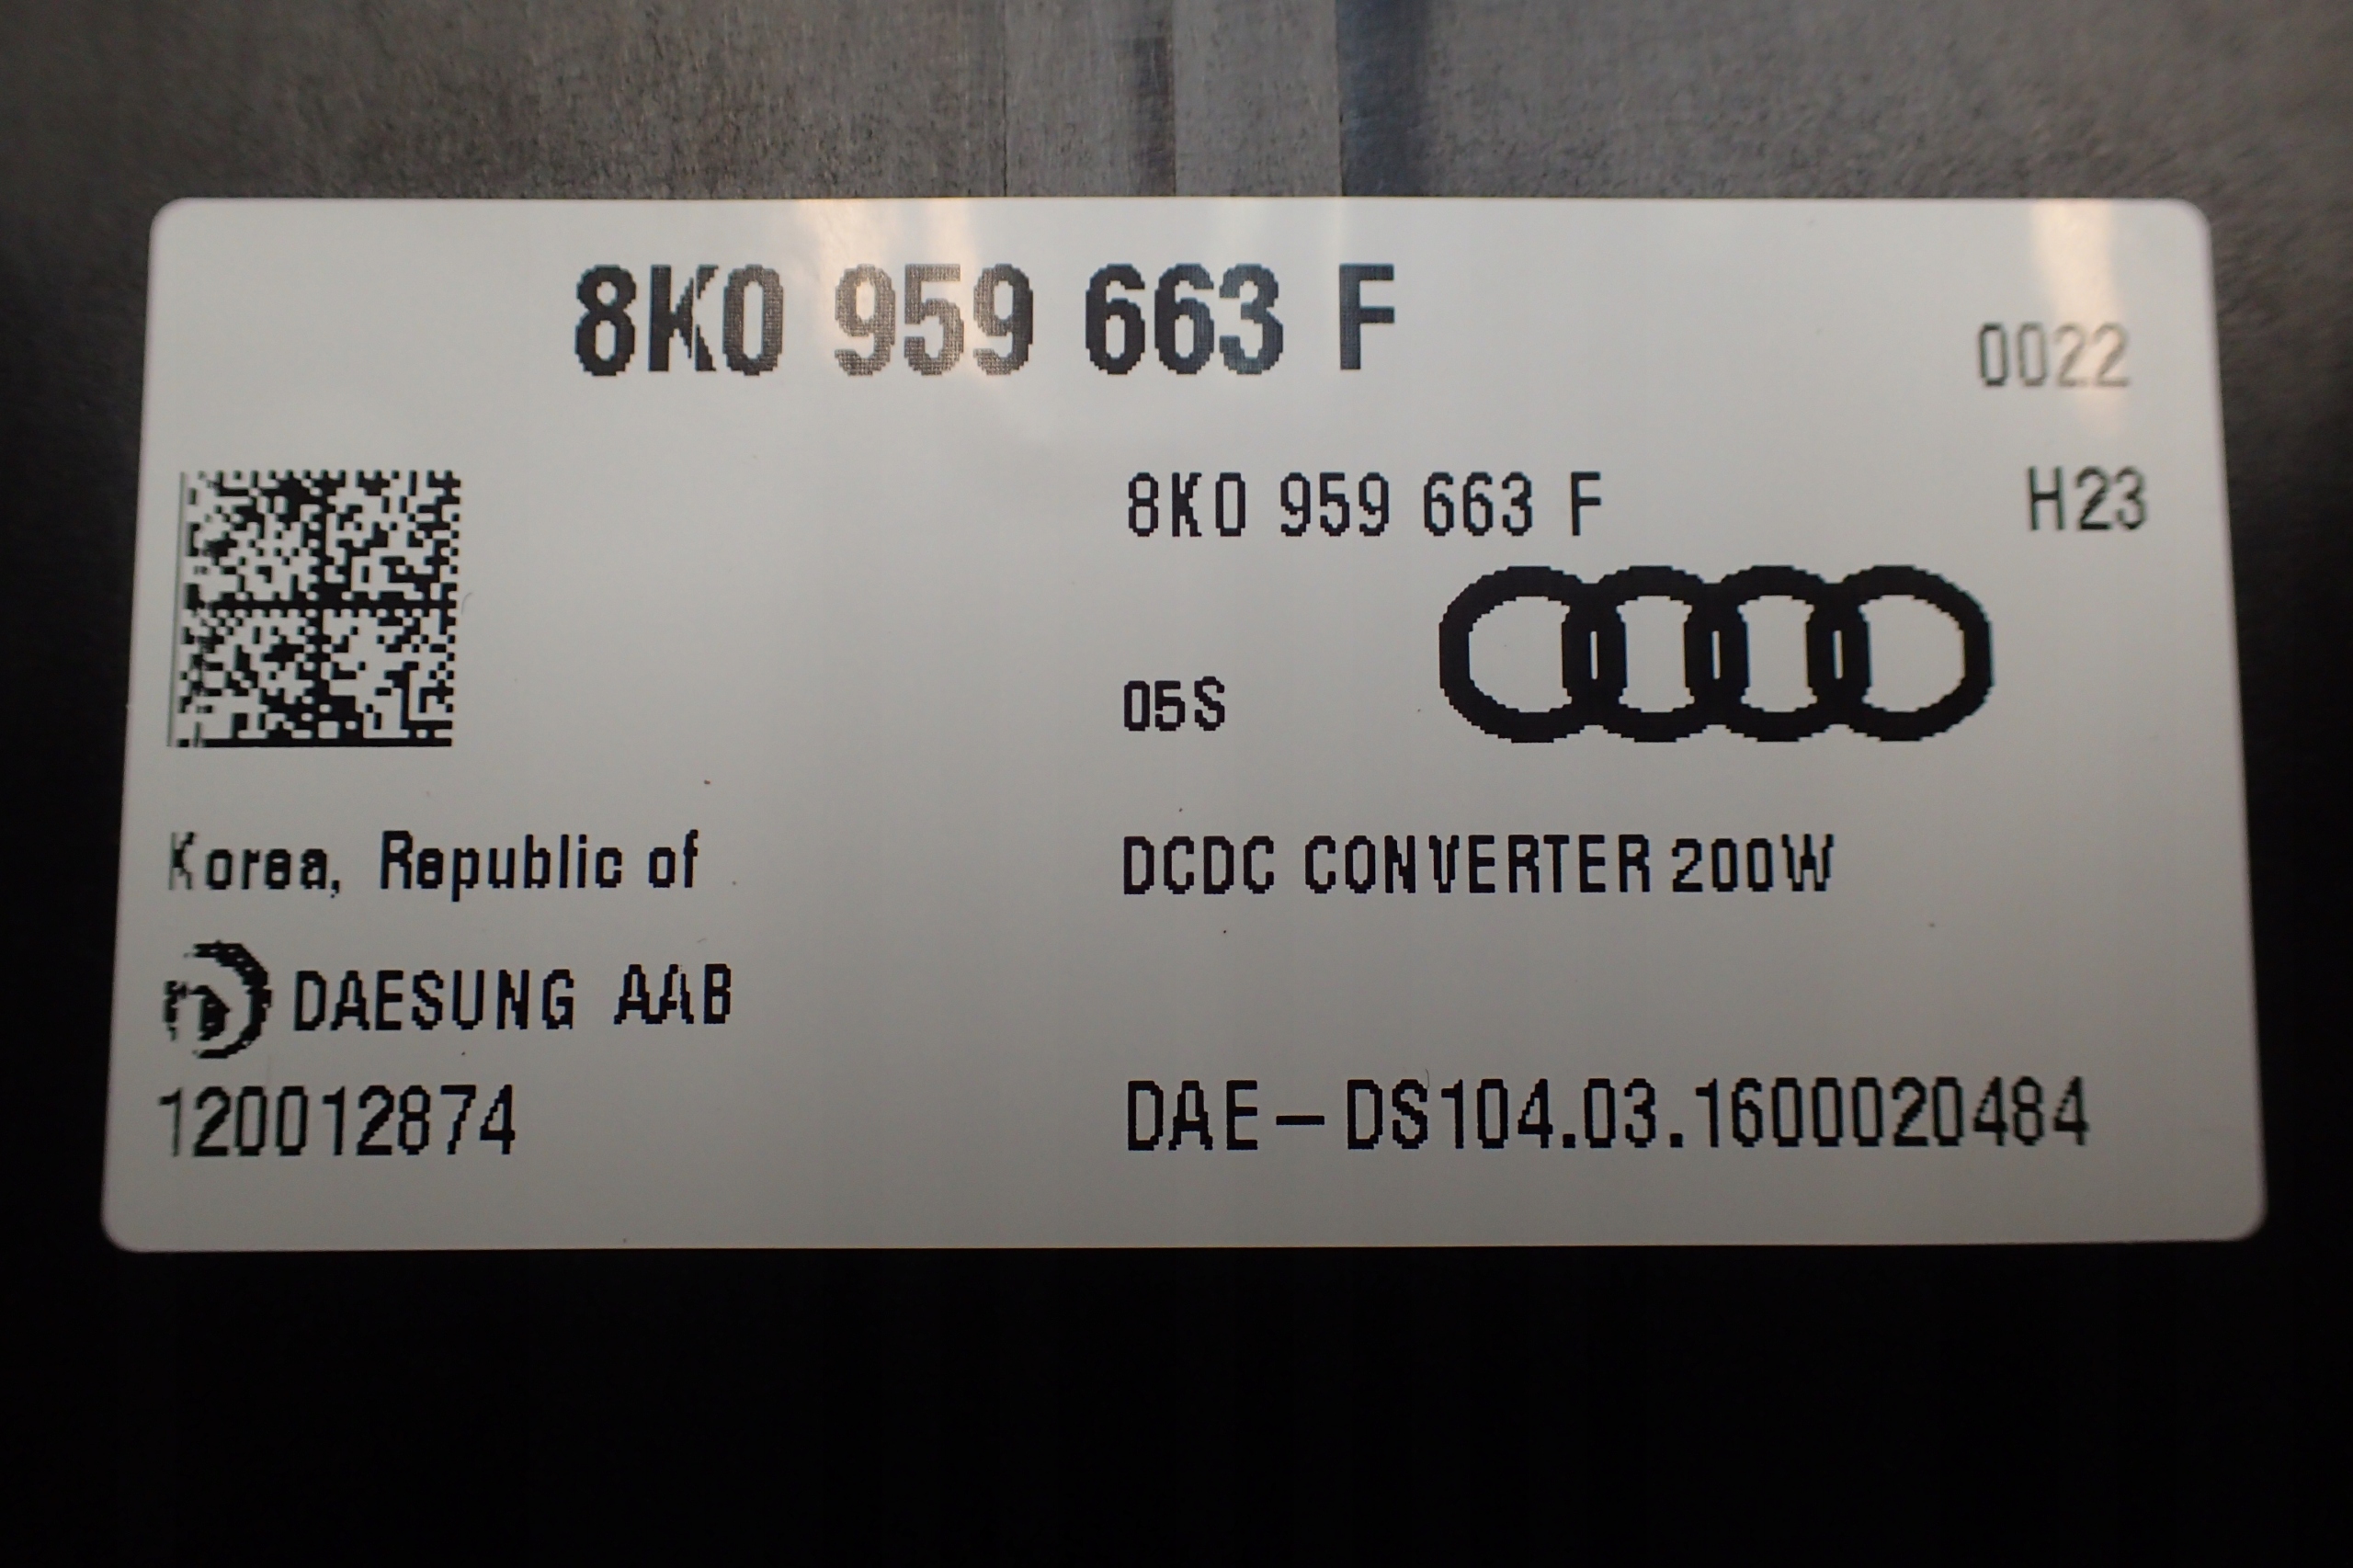 8K0 959 663 F
0022
8K0 959 663 F
H23
05S
Korea, Republic of
DCDC CONVERTER 200W
DAESUNG AAB
120012874
DAE-DS104.03.1600020484